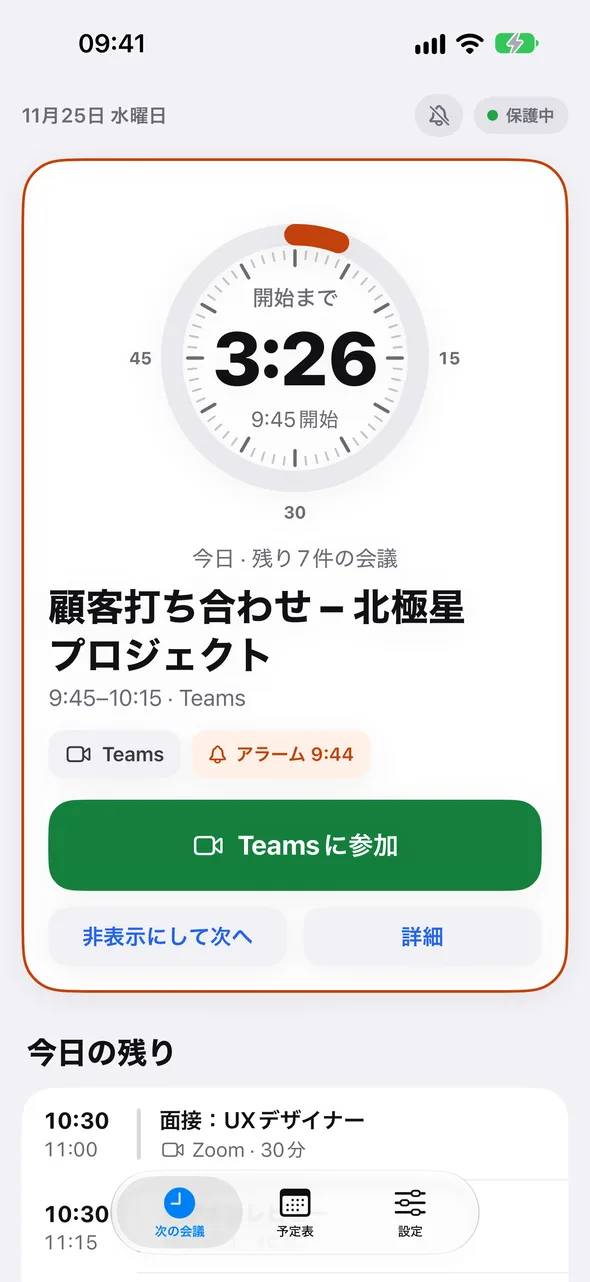 09:41
11月25日 水曜日
保護中
開始まで
3:26
9:45開始
45
15
30
今日 · 残り7件の会議
顧客打ち合わせ – 北極星
プロジェクト
9:45–10:15 · Teams
Teams
アラーム 9:44
Teamsに参加
非表示にして次へ
詳細
今日の残り
10:30
面接：UXデザイナー
11:00
Zoom · 30分
10:30
11:15
次の会議
予定表
設定